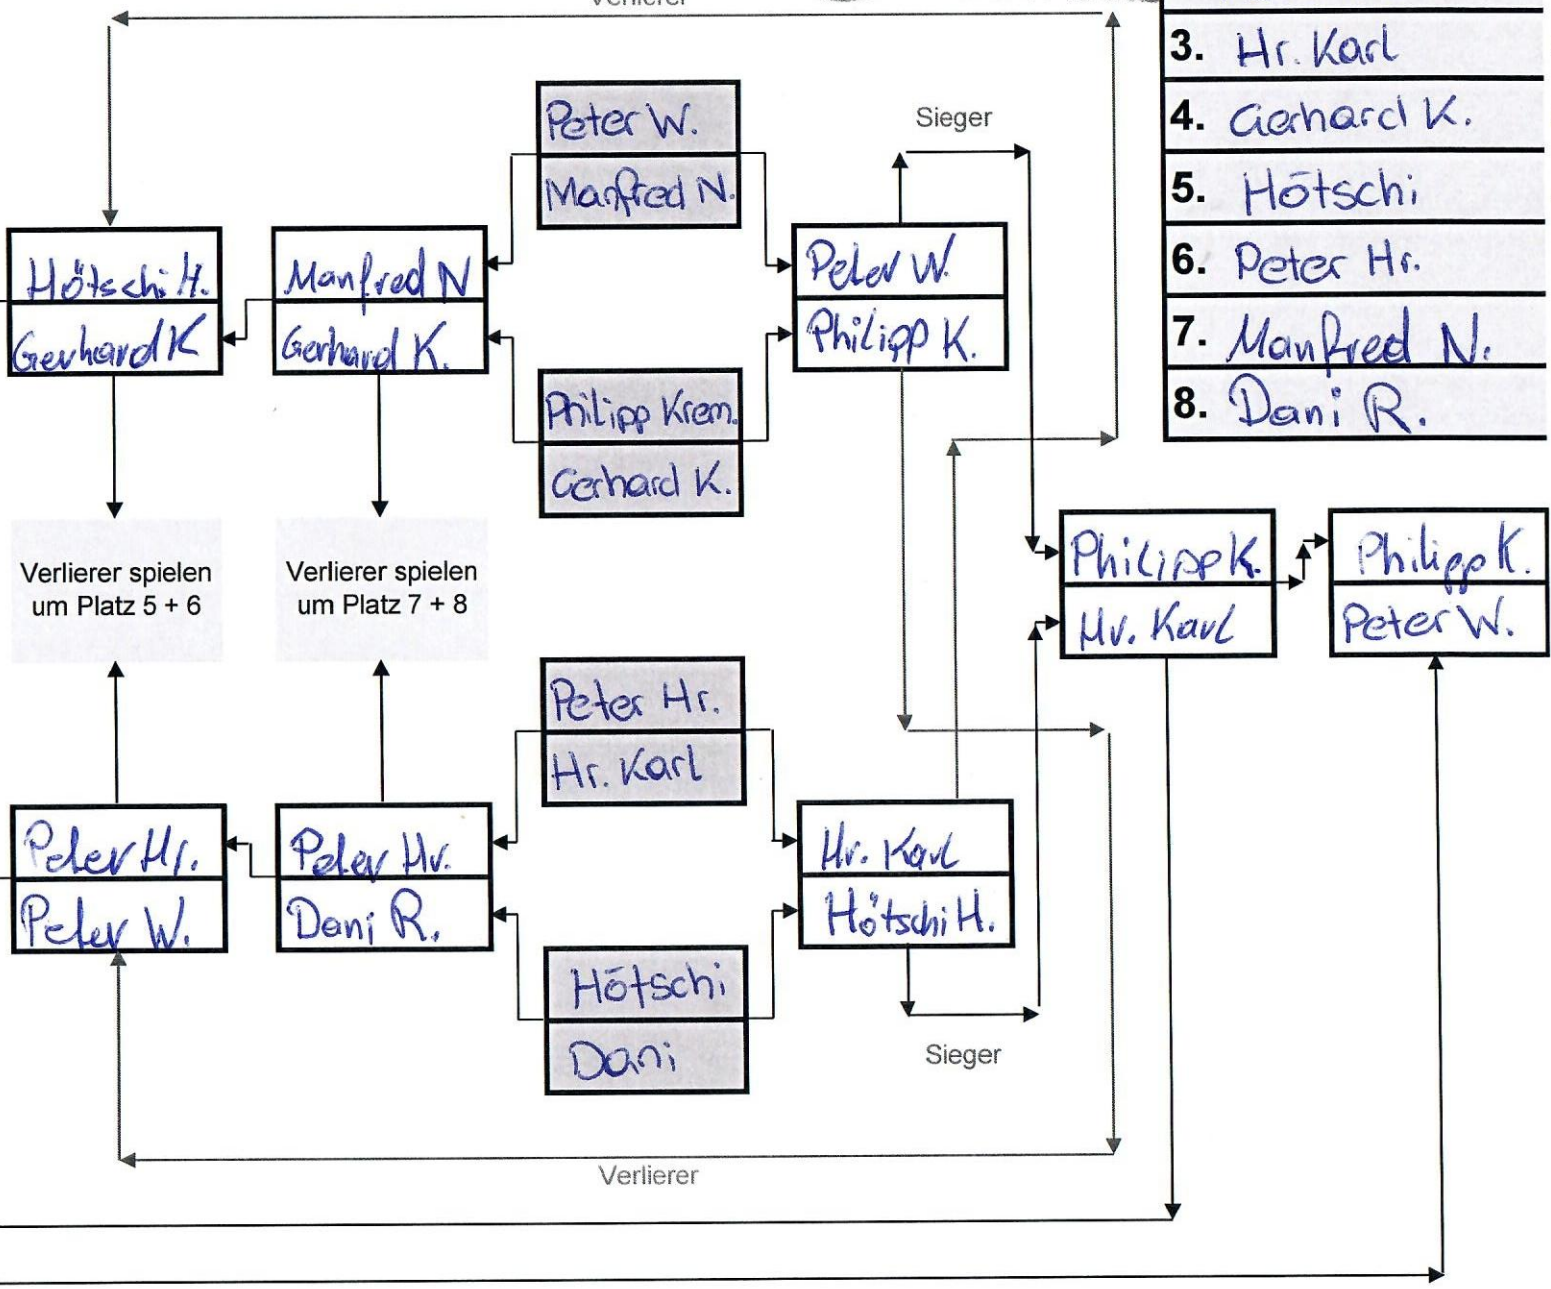 Verlierer
3. Hr. Karl
4. Gerhard K.
5. Hötschi
6. Peter Hr.
7. Manfred N.
8. Dani R.
Peter W.
Manfred N.
Sieger
Hötschi H.
Gerhard K
Manfred N
Gerhard K.
Peter W.
Philipp K.
Philipp Krem.
Gerhard K.
Verlierer spielen
um Platz 5 + 6
Verlierer spielen
um Platz 7 + 8
Philipp K.
Hr. Karl
Philipp K.
Peter W.
Peter Hr.
Hr. Karl
Peter Hr.
Peter W.
Peter Hr.
Dani R.
Hr. Karl
Hötschi H.
Hötschi
Dani
Sieger
Verlierer